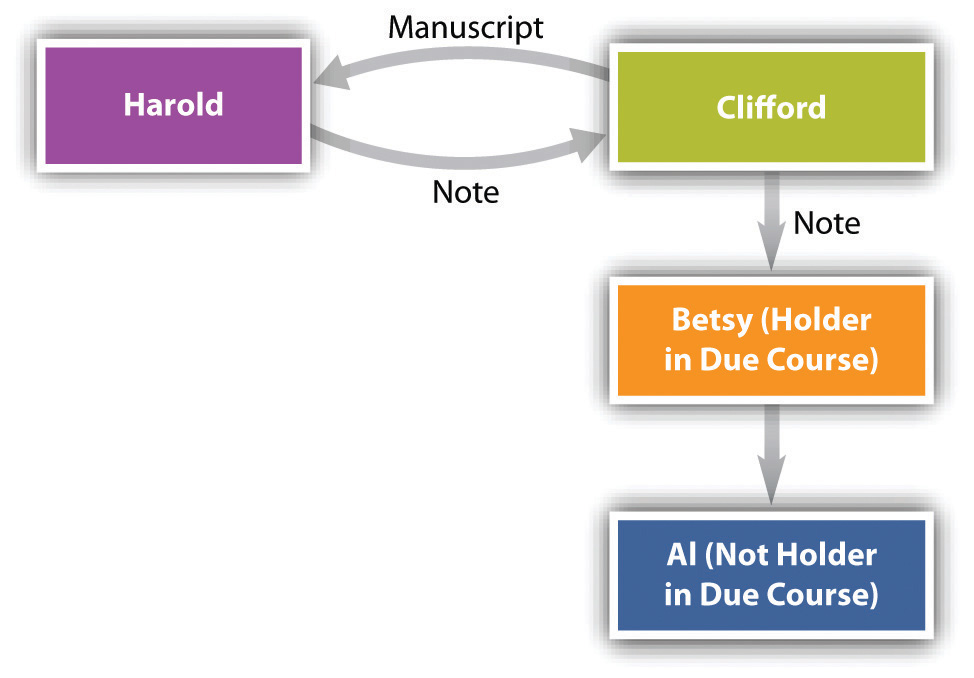 Manuscript
Harold
Clifford
Note
Note
Betsy (Holder
in Due Course)
Al (Not Holder
in Due Course)